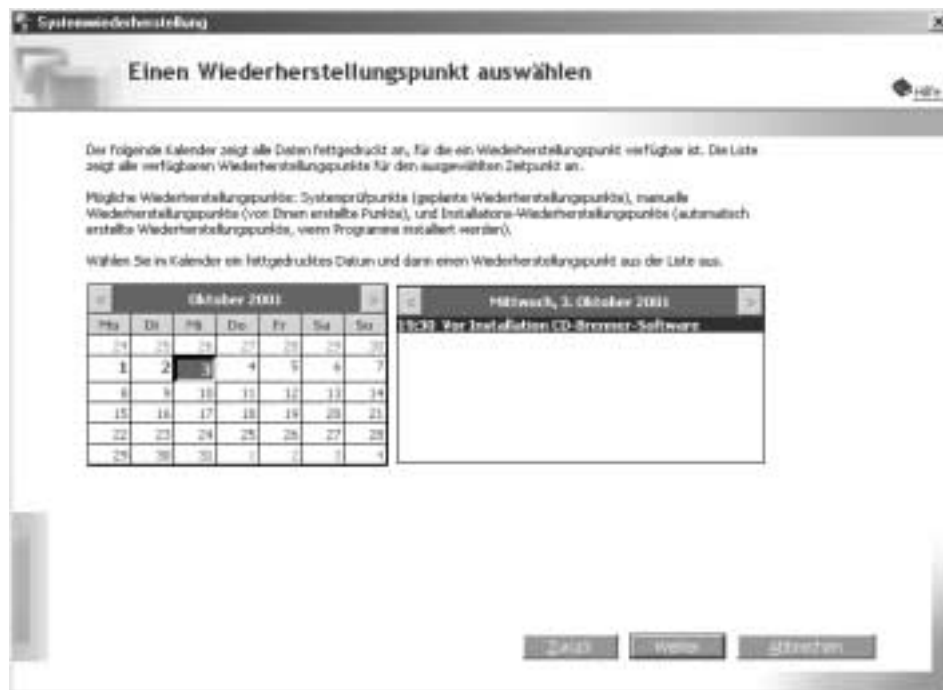 Systemwiederherstellung
Einen Wiederherstellungspunkt auswählen
Hilfe
Der folgende Kalender zeigt alle Daten fettgedruckt an, für die ein Wiederherstellungspunkt verfügbar ist. Die Liste
zeigt alle verfügbaren Wiederherstellungspunkte für den ausgewählten Zeitpunkt an.
Mögliche Wiederherstellungspunkte: Systemprüfpunkte (geplante Wiederherstellungspunkte), manuelle
Wiederherstellungspunkte (von Ihnen erstellte Punkte), und Installations-Wiederherstellungspunkte (automatisch
erstellte Wiederherstellungspunkte, wenn Programme installiert werden).
Wählen Sie im Kalender ein fettgedrucktes Datum und dann einen Wiederherstellungspunkt aus der Liste aus.
< Oktober 2001 >
Mo Di Mi Do Fr Sa So
24 25 26 27 28 29 30
1 2 3 4 5 6 7
8 9 10 11 12 13 14
15 16 17 18 19 20 21
22 23 24 25 26 27 28
29 30 31 1 2 3 4
< Mittwoch, 3. Oktober 2001 >
Vor Installation CD-Brenner-Software
Zurück Weiter Abbrechen